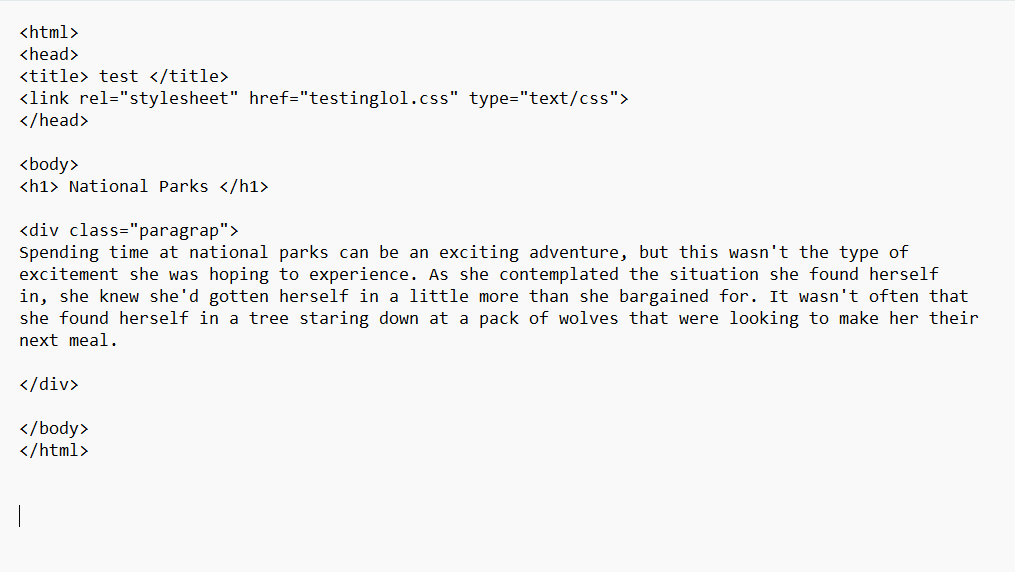 <html>
<head>
<title> test </title>
<link rel="stylesheet" href="testinglol.css" type="text/css">
</head>
<body>
<h1> National Parks </h1>
<div class="paragrap">
Spending time at national parks can be an exciting adventure, but this wasn't the type of
excitement she was hoping to experience. As she contemplated the situation she found herself
in, she knew she'd gotten herself in a little more than she bargained for. It wasn't often that
she found herself in a tree staring down at a pack of wolves that were looking to make her their
next meal.
</div>
</body>
</html>